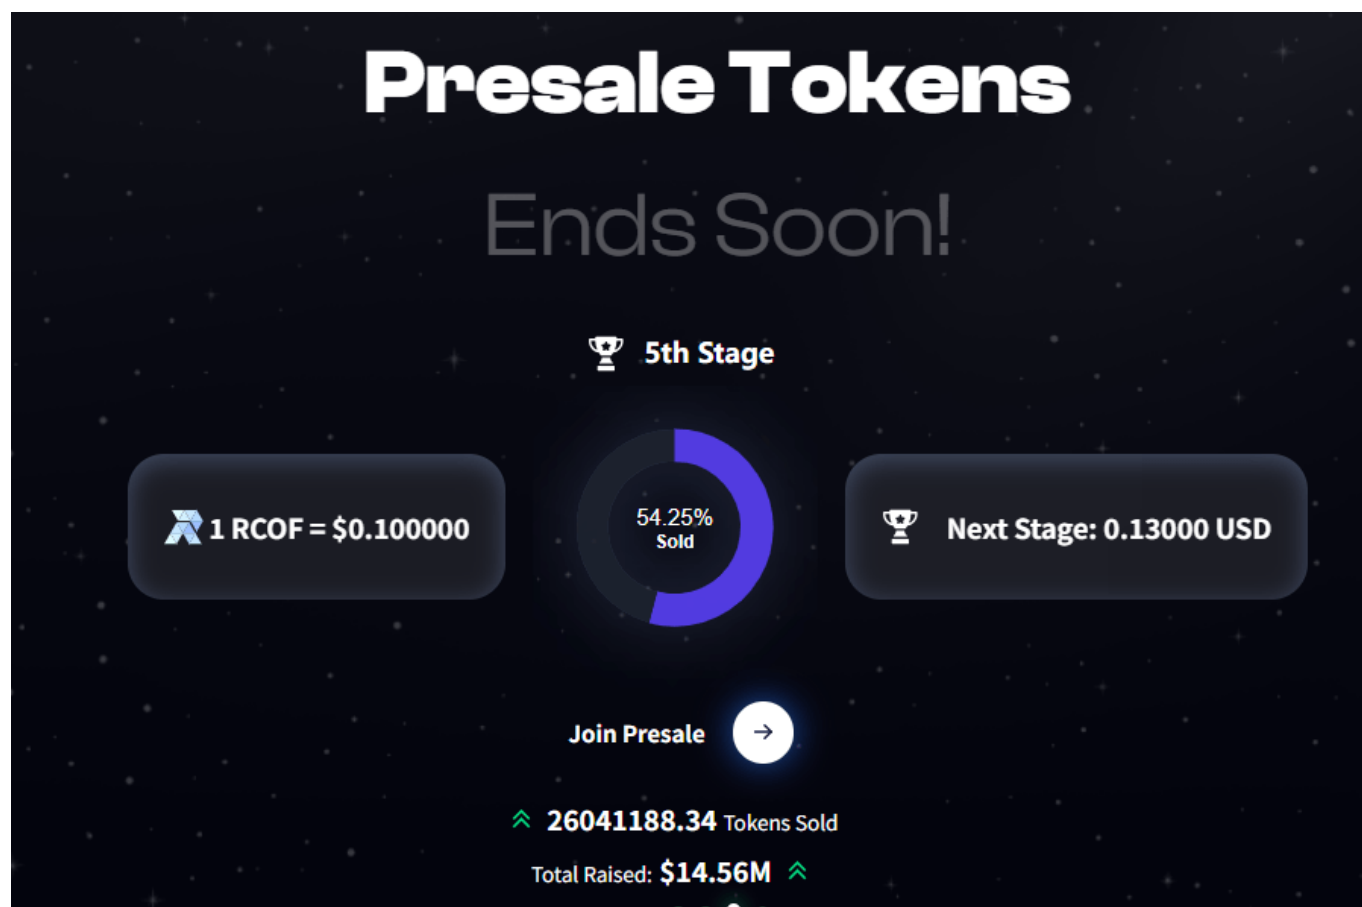 Presale Tokens
Ends Soon!
5th Stage
1 RCOF = $0.100000
54.25%
Sold
Next Stage: 0.13000 USD
Join Presale
26041188.34 Tokens Sold
Total Raised: $14.56M